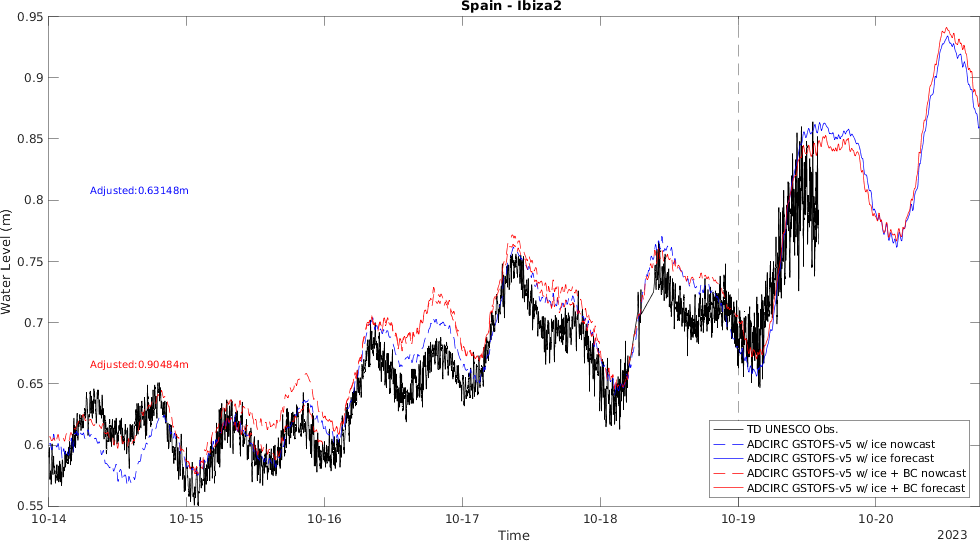 Spain - Ibiza2
0.95
0.9
0.85
0.8
0.75
0.7
0.65
0.6
0.55
Water Level (m)
Adjusted:0.63148m
Adjusted:0.90484m
TD UNESCO Obs.
ADCIRC GSTOFS-v5 w/ ice nowcast
ADCIRC GSTOFS-v5 w/ ice forecast
ADCIRC GSTOFS-v5 w/ ice + BC nowcast
ADCIRC GSTOFS-v5 w/ ice + BC forecast
10-14 10-15 10-16 10-17 10-18 10-19 10-20
Time
2023